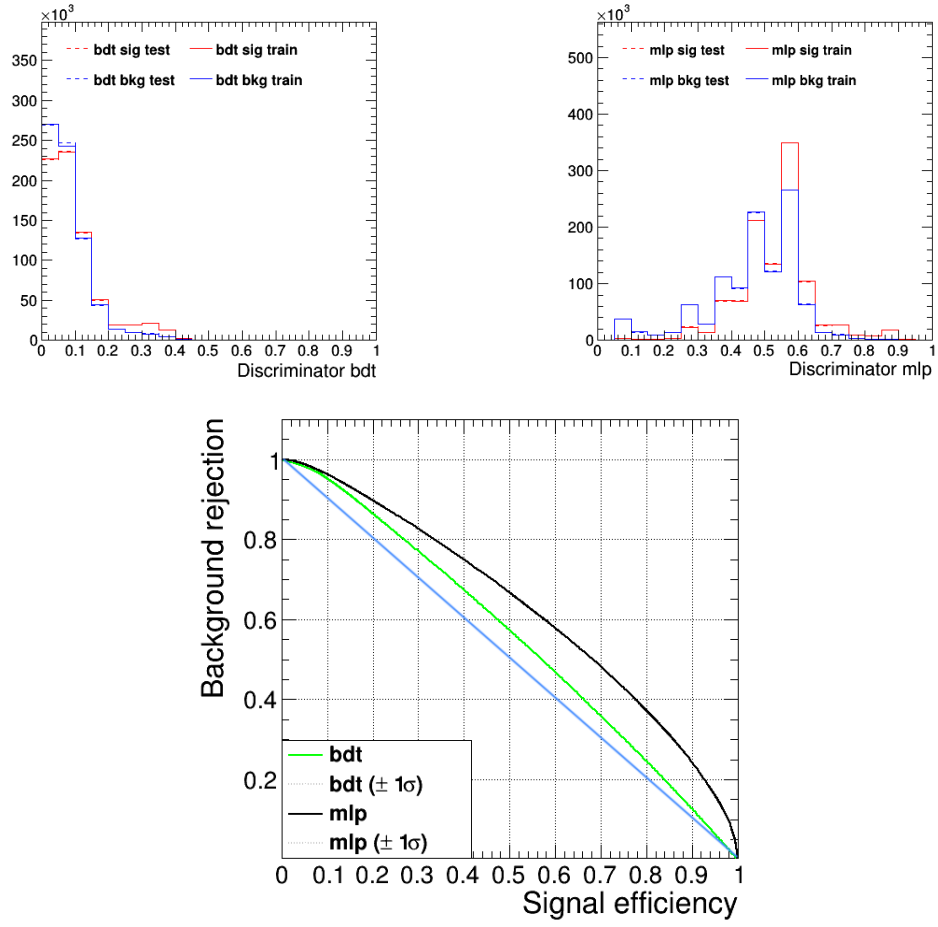 ×10³
350
300
250
200
150
100
50
0
bdt sig test bdt sig train
bdt bkg test bdt bkg train
0 0.1 0.2 0.3 0.4 0.5 0.6 0.7 0.8 0.9 1
Discriminator bdt
×10³
500
400
300
200
100
0
mlp sig test mlp sig train
mlp bkg test mlp bkg train
0 0.1 0.2 0.3 0.4 0.5 0.6 0.7 0.8 0.9 1
Discriminator mlp
Background rejection
1
0.8
0.6
0.4
0.2
bdt
bdt (± 1σ)
mlp
mlp (± 1σ)
0 0.1 0.2 0.3 0.4 0.5 0.6 0.7 0.8 0.9 1
Signal efficiency